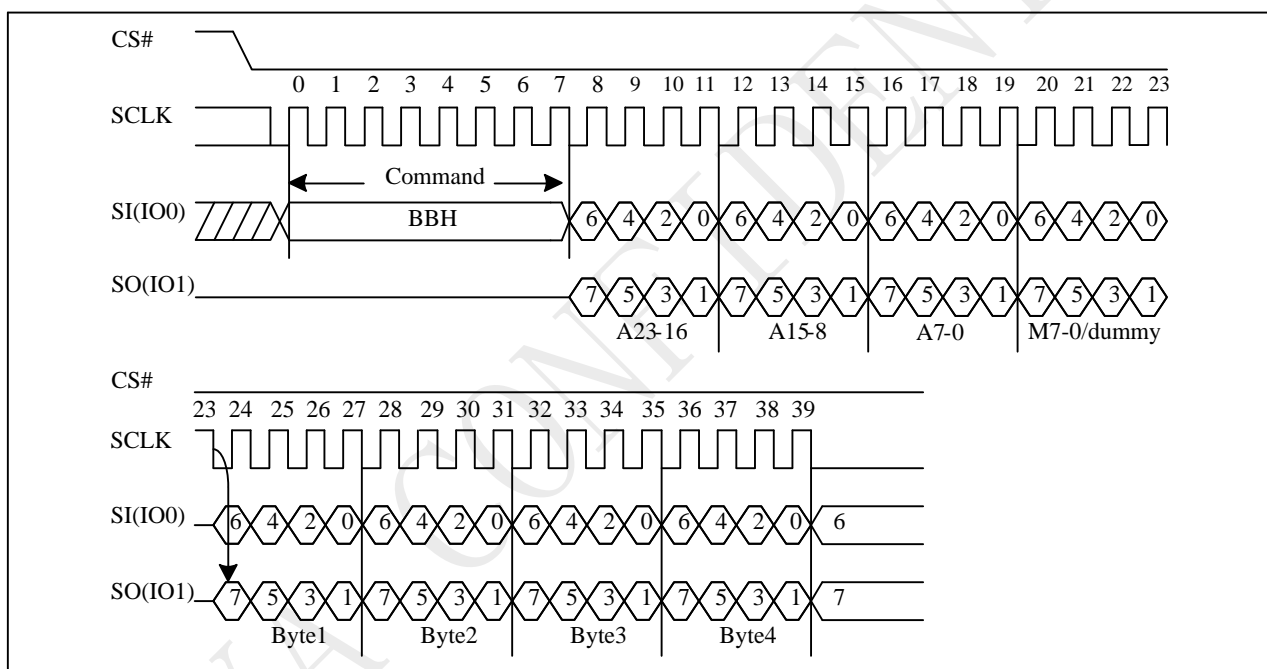 CS#
0 1 2 3 4 5 6 7 8 9 10 11 12 13 14 15 16 17 18 19 20 21 22 23
SCLK
Command
SI(IO0) BBH 6 4 2 0 6 4 2 0 6 4 2 0 6 4 2 0
SO(IO1) 7 5 3 1 7 5 3 1 7 5 3 1 7 5 3 1
A23-16 A15-8 A7-0 M7-0/dummy
CS#
23 24 25 26 27 28 29 30 31 32 33 34 35 36 37 38 39
SCLK
SI(IO0) 6 4 2 0 6 4 2 0 6 4 2 0 6 4 2 0 6
SO(IO1) 7 5 3 1 7 5 3 1 7 5 3 1 7 5 3 1 7
Byte1 Byte2 Byte3 Byte4